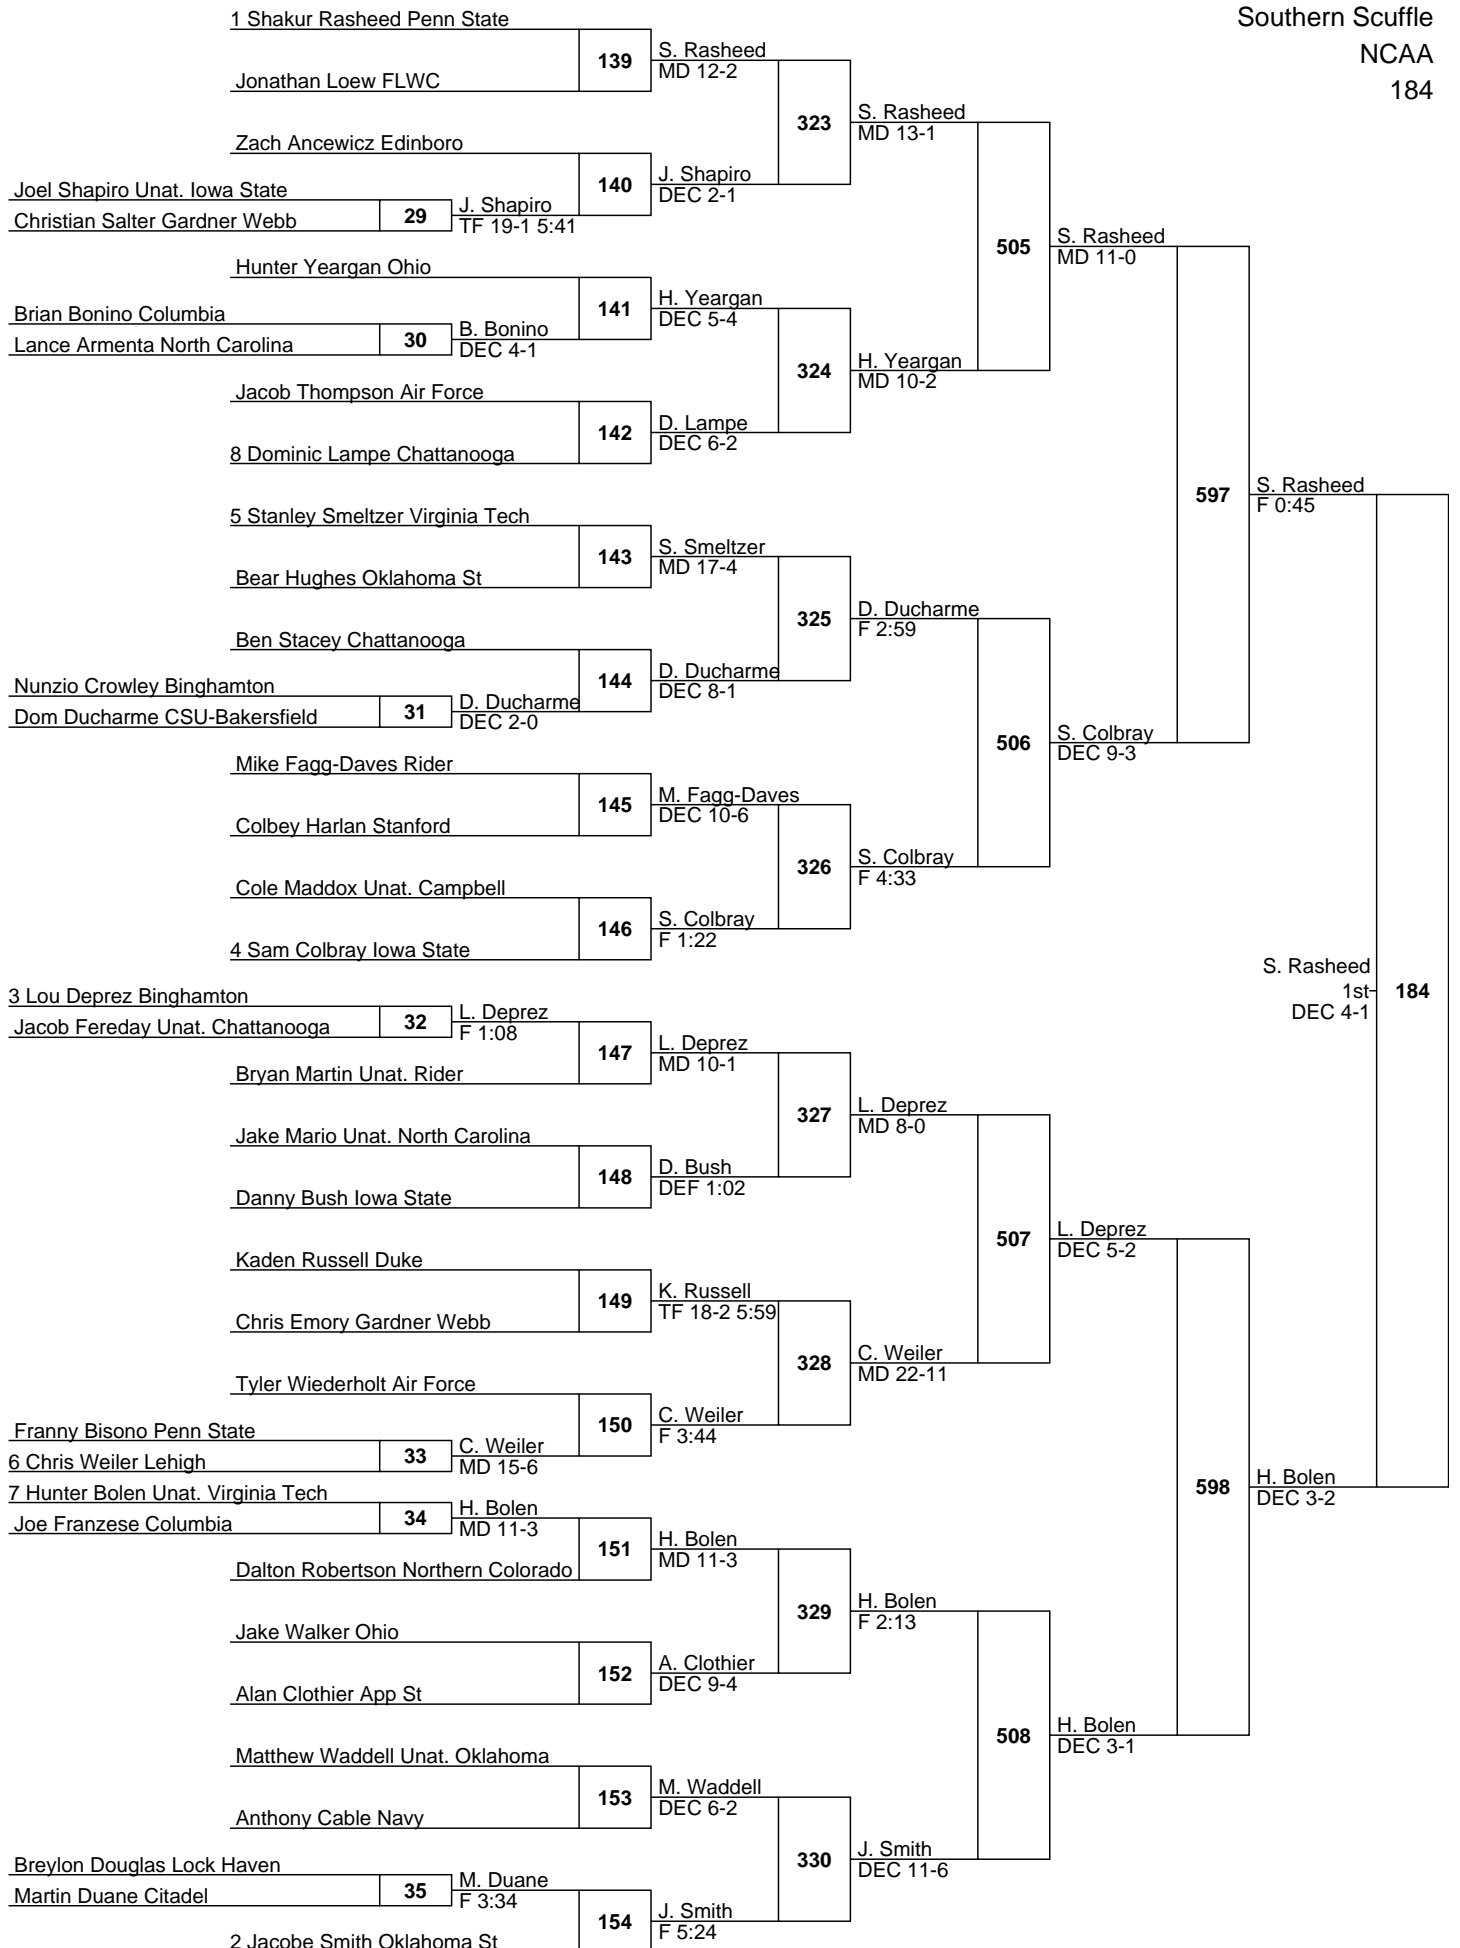 Southern Scuffle
NCAA
184
1 Shakur Rasheed Penn State
139
S. Rasheed
MD 12-2
Jonathan Loew FLWC
323
S. Rasheed
MD 13-1
Zach Ancewicz Edinboro
140
J. Shapiro
DEC 2-1
Joel Shapiro Unat. Iowa State
29
J. Shapiro
TF 19-1 5:41
Christian Salter Gardner Webb
505
S. Rasheed
MD 11-0
Hunter Yeargan Ohio
141
H. Yeargan
DEC 5-4
Brian Bonino Columbia
30
B. Bonino
DEC 4-1
Lance Armenta North Carolina
324
H. Yeargan
MD 10-2
Jacob Thompson Air Force
142
D. Lampe
DEC 6-2
8 Dominic Lampe Chattanooga
597
S. Rasheed
F 0:45
5 Stanley Smeltzer Virginia Tech
143
S. Smeltzer
MD 17-4
Bear Hughes Oklahoma St
325
D. Ducharme
F 2:59
Ben Stacey Chattanooga
144
D. Ducharme
DEC 8-1
Nunzio Crowley Binghamton
31
D. Ducharme
DEC 2-0
Dom Ducharme CSU-Bakersfield
506
S. Colbray
DEC 9-3
Mike Fagg-Daves Rider
145
M. Fagg-Daves
DEC 10-6
Colbey Harlan Stanford
326
S. Colbray
F 4:33
Cole Maddox Unat. Campbell
146
S. Colbray
F 1:22
4 Sam Colbray Iowa State
S. Rasheed
1st
184
DEC 4-1
3 Lou Deprez Binghamton
32
L. Deprez
F 1:08
Jacob Fereday Unat. Chattanooga
147
L. Deprez
MD 10-1
Bryan Martin Unat. Rider
327
L. Deprez
MD 8-0
Jake Mario Unat. North Carolina
148
D. Bush
DEF 1:02
Danny Bush Iowa State
507
L. Deprez
DEC 5-2
Kaden Russell Duke
149
K. Russell
TF 18-2 5:59
Chris Emory Gardner Webb
328
C. Weiler
MD 22-11
Tyler Wiederholt Air Force
150
C. Weiler
F 3:44
Franny Bisono Penn State
33
C. Weiler
MD 15-6
6 Chris Weiler Lehigh
598
H. Bolen
DEC 3-2
7 Hunter Bolen Unat. Virginia Tech
34
H. Bolen
MD 11-3
Joe Franzese Columbia
151
H. Bolen
MD 11-3
Dalton Robertson Northern Colorado
329
H. Bolen
F 2:13
Jake Walker Ohio
152
A. Clothier
DEC 9-4
Alan Clothier App St
508
H. Bolen
DEC 3-1
Matthew Waddell Unat. Oklahoma
153
M. Waddell
DEC 6-2
Anthony Cable Navy
330
J. Smith
DEC 11-6
Breylon Douglas Lock Haven
35
M. Duane
F 3:34
Martin Duane Citadel
154
J. Smith
F 5:24
2 Jacobe Smith Oklahoma St